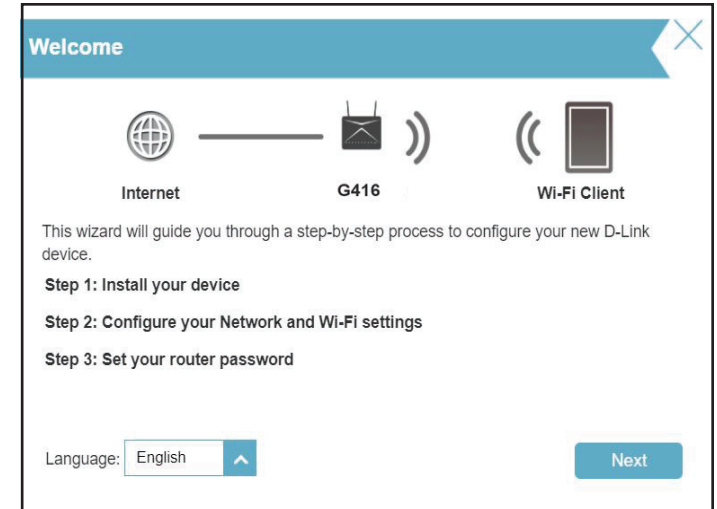 Welcome
Internet
G416
Wi-Fi Client
This wizard will guide you through a step-by-step process to configure your new D-Link
device.
Step 1: Install your device
Step 2: Configure your Network and Wi-Fi settings
Step 3: Set your router password
Language: English
Next